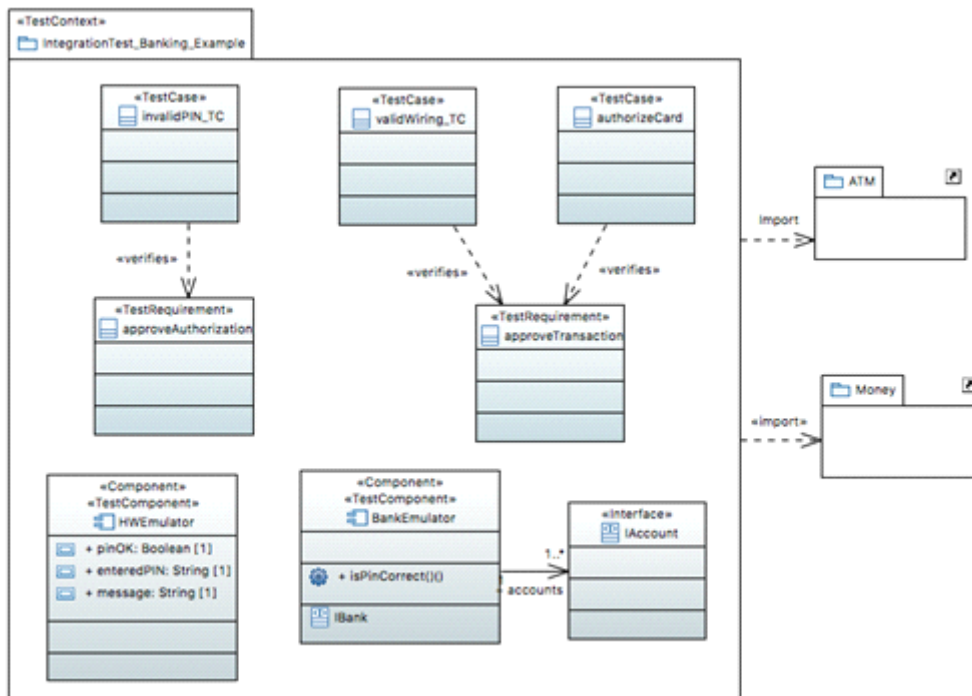 «TestContext»
IntegrationTest_Banking_Example
«TestCase»
invalidPIN_TC
«TestCase»
validWiring_TC
«TestCase»
authorizeCard
ATM
Import
«verifies»
«verifies»
«verifies»
«TestRequirement»
approveAuthorization
«TestRequirement»
approveTransaction
Money
«import»
«Component»
«TestComponent»
HWEmulator
+ pinOK: Boolean [1]
+ enteredPIN: String [1]
+ message: String [1]
«Component»
«TestComponent»
BankEmulator
+ isPinCorrect()()
IBank
1..*
- accounts
«Interface»
IAccount